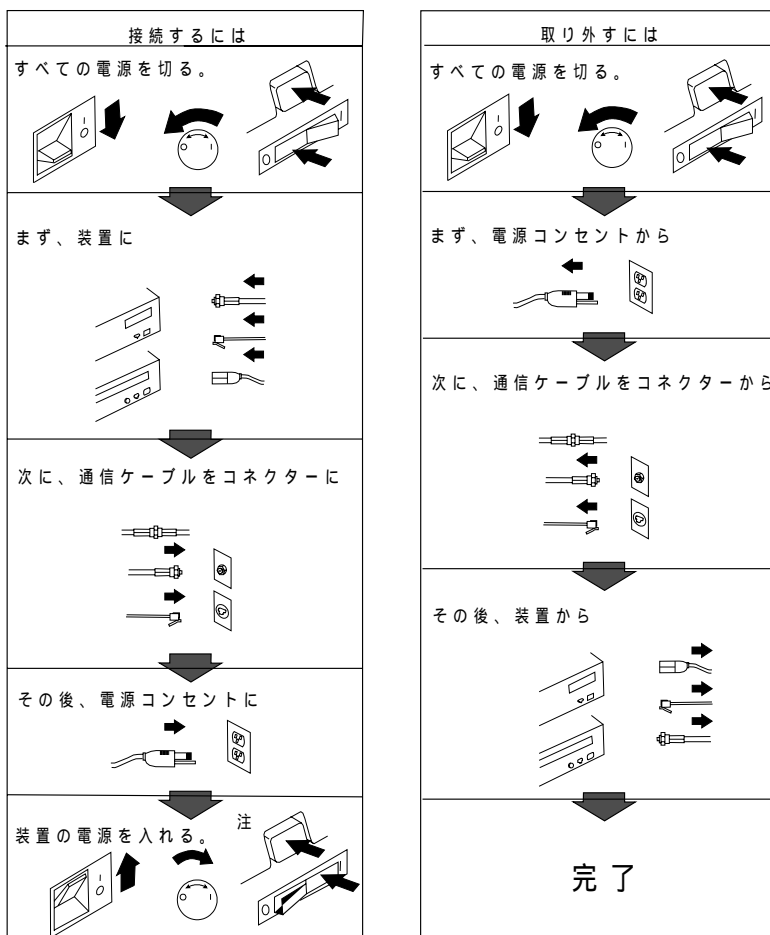 接続するには
すべての電源を切る。
まず、装置に
次に、通信ケーブルをコネクターに
その後、電源コンセントに
装置の電源を入れる。
注
取り外すには
すべての電源を切る。
まず、電源コンセントから
次に、通信ケーブルをコネクターから
その後、装置から
完了